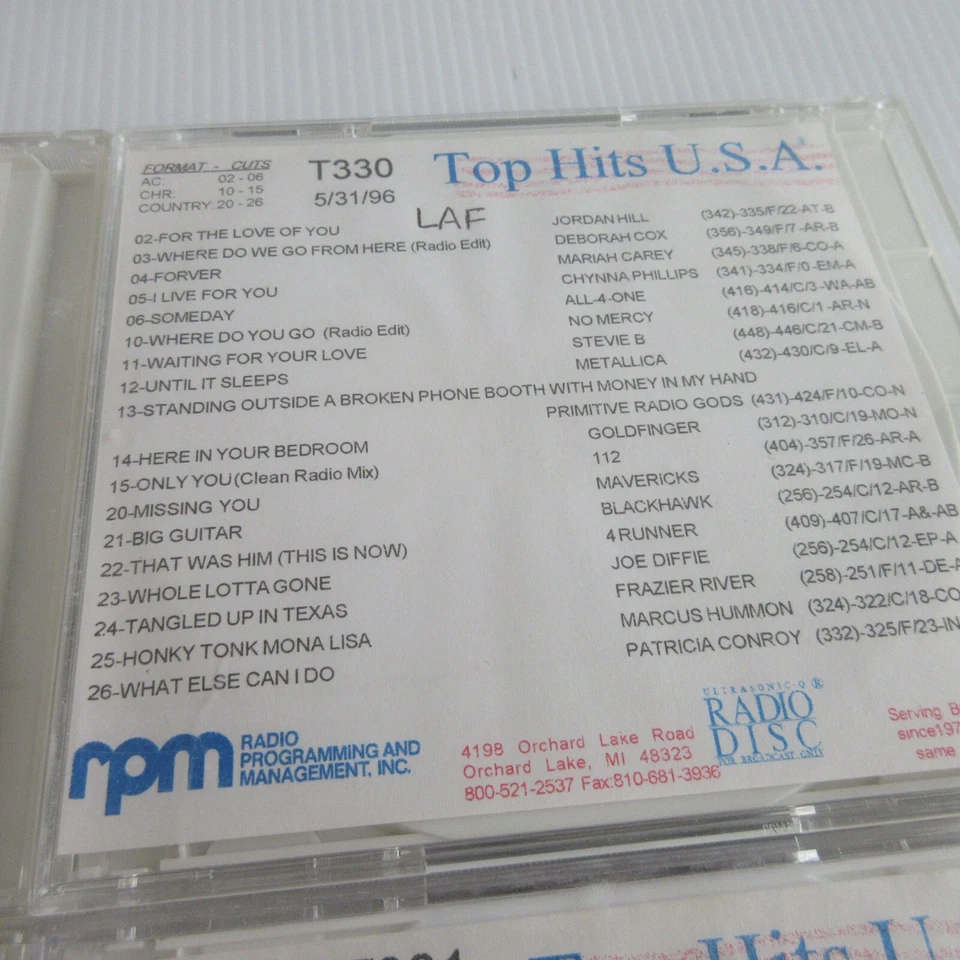 FORMAT - CUTS
AC. 02 - 06
CHR. 10 - 15
COUNTRY: 20 - 26
T330
5/31/96
Top Hits U.S.A.
LAF
02-FOR THE LOVE OF YOU JORDAN HILL (342)-335/F/22-AT-B
03-WHERE DO WE GO FROM HERE (Radio Edit) DEBORAH COX (356)-349/F/7-AR-B
04-FORVER MARIAH CAREY (345)-338/F/6-CO-A
05-I LIVE FOR YOU CHYNNA PHILLIPS (341)-334/F/0-EM-A
06-SOMEDAY ALL-4-ONE (416)-414/C/3-WA-AB
10-WHERE DO YOU GO (Radio Edit) NO MERCY (418)-416/C/1-AR-N
11-WAITING FOR YOUR LOVE STEVIE B (448)-446/C/21-CM-B
12-UNTIL IT SLEEPS METALLICA (432)-430/C/9-EL-A
13-STANDING OUTSIDE A BROKEN PHONE BOOTH WITH MONEY IN MY HAND
PRIMITIVE RADIO GODS (431)-424/F/10-CO-N
14-HERE IN YOUR BEDROOM GOLDFINGER (312)-310/C/19-MO-N
15-ONLY YOU (Clean Radio Mix) 112 (404)-357/F/26-AR-A
20-MISSING YOU MAVERICKS (324)-317/F/19-MC-B
21-BIG GUITAR BLACKHAWK (256)-254/C/12-AR-B
22-THAT WAS HIM (THIS IS NOW) 4RUNNER (409)-407/C/17-A&-AB
23-WHOLE LOTTA GONE JOE DIFFIE (256)-254/C/12-EP-A
24-TANGLED UP IN TEXAS FRAZIER RIVER (258)-251/F/11-DE-A
25-HONKY TONK MONA LISA MARCUS HUMMON (324)-322/C/18-CO
26-WHAT ELSE CAN I DO PATRICIA CONROY (332)-325/F/23-IN
rpm RADIO
PROGRAMMING AND
MANAGEMENT, INC.
4198 Orchard Lake Road
Orchard Lake, MI 48323
800-521-2537 Fax:810-681-3936
ULTRASONIC-Q ®
RADIO
DISC
FOR BROADCAST ONLY
Serving B
since197
same
Top Hits U